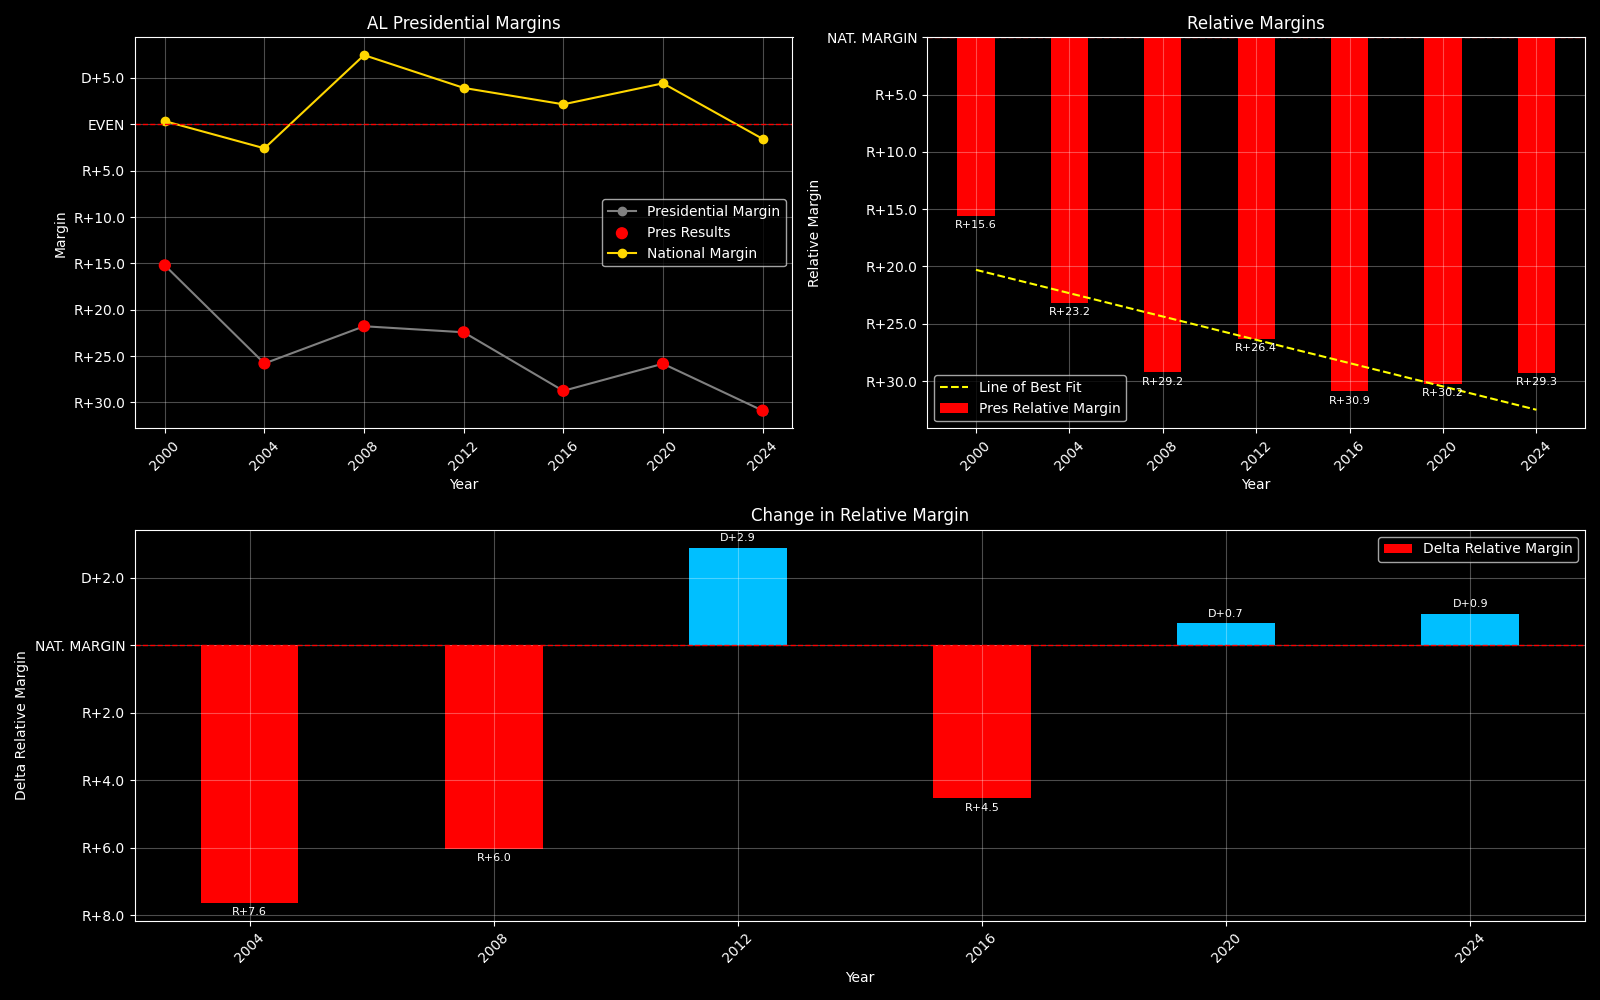 AL Presidential Margins
D+5.0
EVEN
R+5.0
R+10.0
R+15.0
R+20.0
R+25.0
R+30.0
Margin
Presidential Margin
Pres Results
National Margin
2000
2004
2008
2012
2016
2020
2024
Year
Relative Margins
NAT. MARGIN
R+5.0
R+10.0
R+15.0
R+20.0
R+25.0
R+30.0
Relative Margin
R+15.6
R+23.2
R+29.2
R+26.4
R+30.9
R+30.2
R+29.3
Line of Best Fit
Pres Relative Margin
2000
2004
2008
2012
2016
2020
2024
Year
Change in Relative Margin
D+2.0
NAT. MARGIN
R+2.0
R+4.0
R+6.0
R+8.0
Delta Relative Margin
R+7.6
R+6.0
D+2.9
R+4.5
D+0.7
D+0.9
Delta Relative Margin
2004
2008
2012
2016
2020
2024
Year